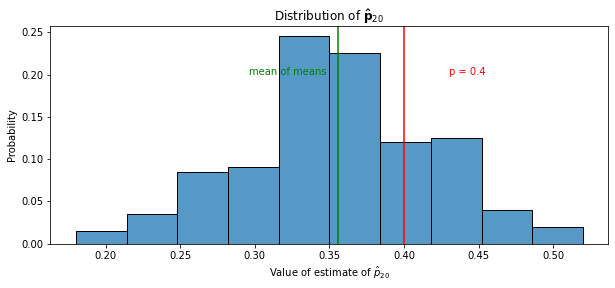 Distribution of p̂₂₀
0.25
0.20
0.15
0.10
0.05
0.00
Probability
mean of means
p = 0.4
0.20 0.25 0.30 0.35 0.40 0.45 0.50
Value of estimate of p̂₂₀